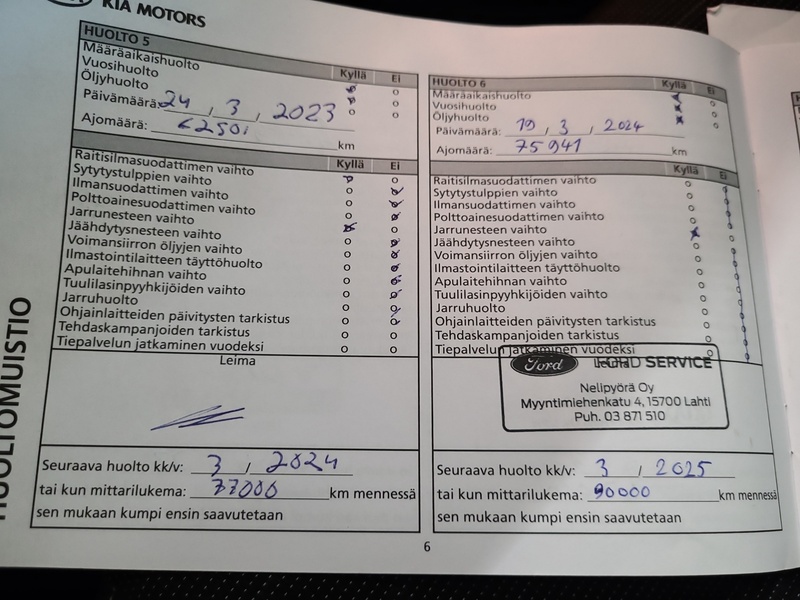 KIA MOTORS
HUOLTOMUISTIO
HUOLTO 5
Kyllä Ei
Määräaikaishuolto
Vuosihuolto
Öljyhuolto
Päivämäärä: 24 , 3 , 2023
Ajomäärä: km
Kyllä Ei
Raitisilmasuodattimen vaihto
Sytytystulppien vaihto
Ilmansuodattimen vaihto
Polttoainesuodattimen vaihto
Jarrunesteen vaihto
Jäähdytysnesteen vaihto
Voimansiirron öljyjen vaihto
Ilmastointilaitteen täyttöhuolto
Apulaitehihnan vaihto
Tuulilasinpyyhkijöiden vaihto
Jarruhuolto
Ohjainlaitteiden päivitysten tarkistus
Tehdaskampanjoiden tarkistus
Tiepalvelun jatkaminen vuodeksi
Leima
Seuraava huolto kk/v: 3 , 2024
tai kun mittarilukema: 77000 km mennessä
sen mukaan kumpi ensin saavutetaan
HUOLTO 6
Kyllä Ei
Määräaikaishuolto
Vuosihuolto
Öljyhuolto
Päivämäärä: 19 , 3 , 2024
Ajomäärä: 75941 km
Kyllä Ei
Raitisilmasuodattimen vaihto
Sytytystulppien vaihto
Ilmansuodattimen vaihto
Polttoainesuodattimen vaihto
Jarrunesteen vaihto
Jäähdytysnesteen vaihto
Voimansiirron öljyjen vaihto
Ilmastointilaitteen täyttöhuolto
Apulaitehihnan vaihto
Tuulilasinpyyhkijöiden vaihto
Jarruhuolto
Ohjainlaitteiden päivitysten tarkistus
Tehdaskampanjoiden tarkistus
Tiepalvelun jatkaminen vuodeksi
Ford FORD SERVICE
Nelipyörä Oy
Myyntimiehenkatu 4, 15700 Lahti
Puh. 03 871 510
Seuraava huolto kk/v: 3 , 2025
tai kun mittarilukema: 90000 km mennessä
sen mukaan kumpi ensin saavutetaan
6